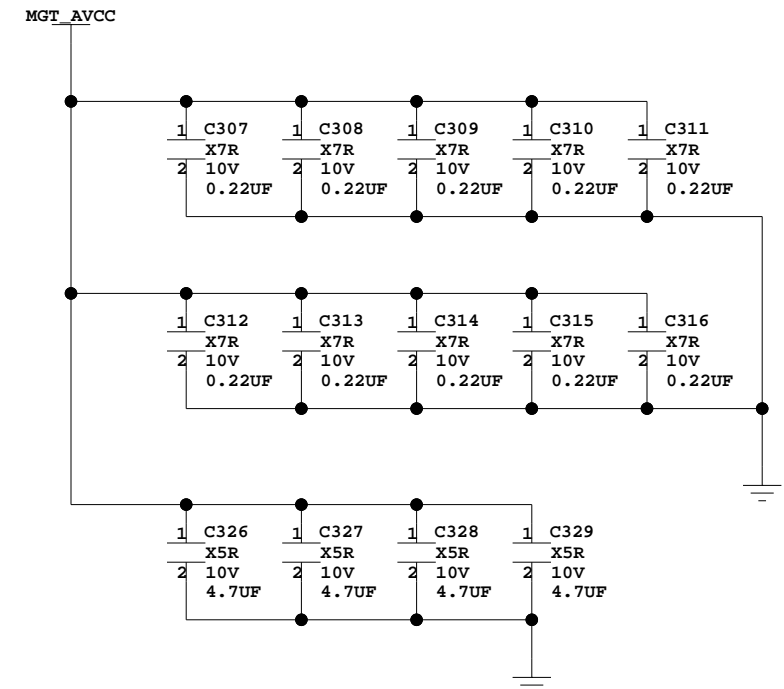 MGT_AVCC
1 C307 1 C308 1 C309 1 C310 1 C311
X7R X7R X7R X7R X7R
2 10V 2 10V 2 10V 2 10V 2 10V
0.22UF 0.22UF 0.22UF 0.22UF 0.22UF
1 C312 1 C313 1 C314 1 C315 1 C316
X7R X7R X7R X7R X7R
2 10V 2 10V 2 10V 2 10V 2 10V
0.22UF 0.22UF 0.22UF 0.22UF 0.22UF
1 C326 1 C327 1 C328 1 C329
X5R X5R X5R X5R
2 10V 2 10V 2 10V 2 10V
4.7UF 4.7UF 4.7UF 4.7UF